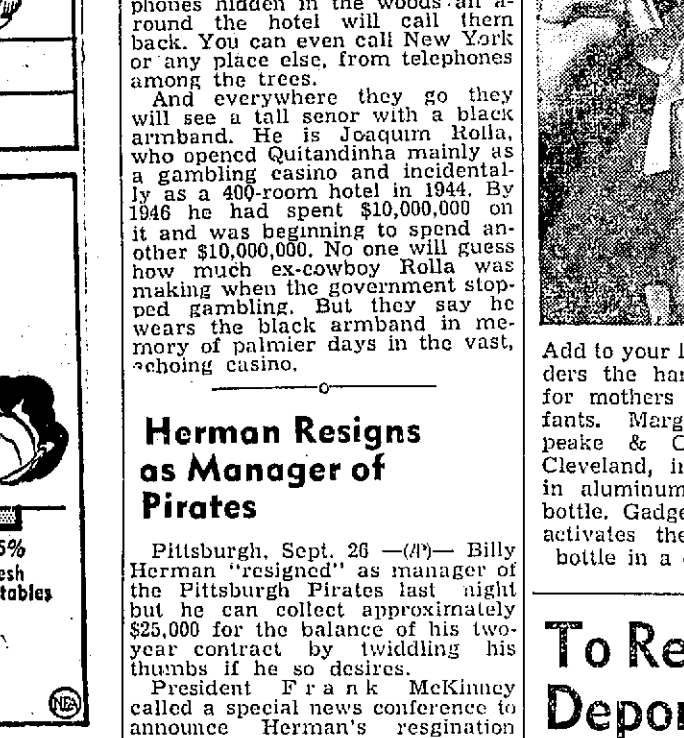 phones hidden in the woods all a-
round the hotel will call them
back. You can even call New York
or any place else, from telephones
among the trees.
And everywhere they go they
will see a tall senor with a black
armband. He is Joaquim Rolla,
who opened Quitandinha mainly as
a gambling casino and incidental-
ly as a 400-room hotel in 1944. By
1946 he had spent $10,000,000 on
it and was beginning to spend an-
other $10,000,000. No one will guess
how much ex-cowboy Rolla was
making when the government stop-
ped gambling. But they say he
wears the black armband in me-
mory of palmier days in the vast,
echoing casino.
Herman Resigns
as Manager of
Pirates
Pittsburgh, Sept. 26 —(AP)— Billy
Herman "resigned" as manager of
the Pittsburgh Pirates last night
but he can collect approximately
$25,000 for the balance of his two-
year contract by twiddling his
thumbs if he so desires.
President Frank McKinney
called a special news conference to
announce Herman's resgination
5%
esh
tables
NEA
Add to your l
ders the har
for mothers
fants. Marg
peake & C
Cleveland, in
in aluminum
bottle. Gadge
activates the
bottle in a
To Re
Depor